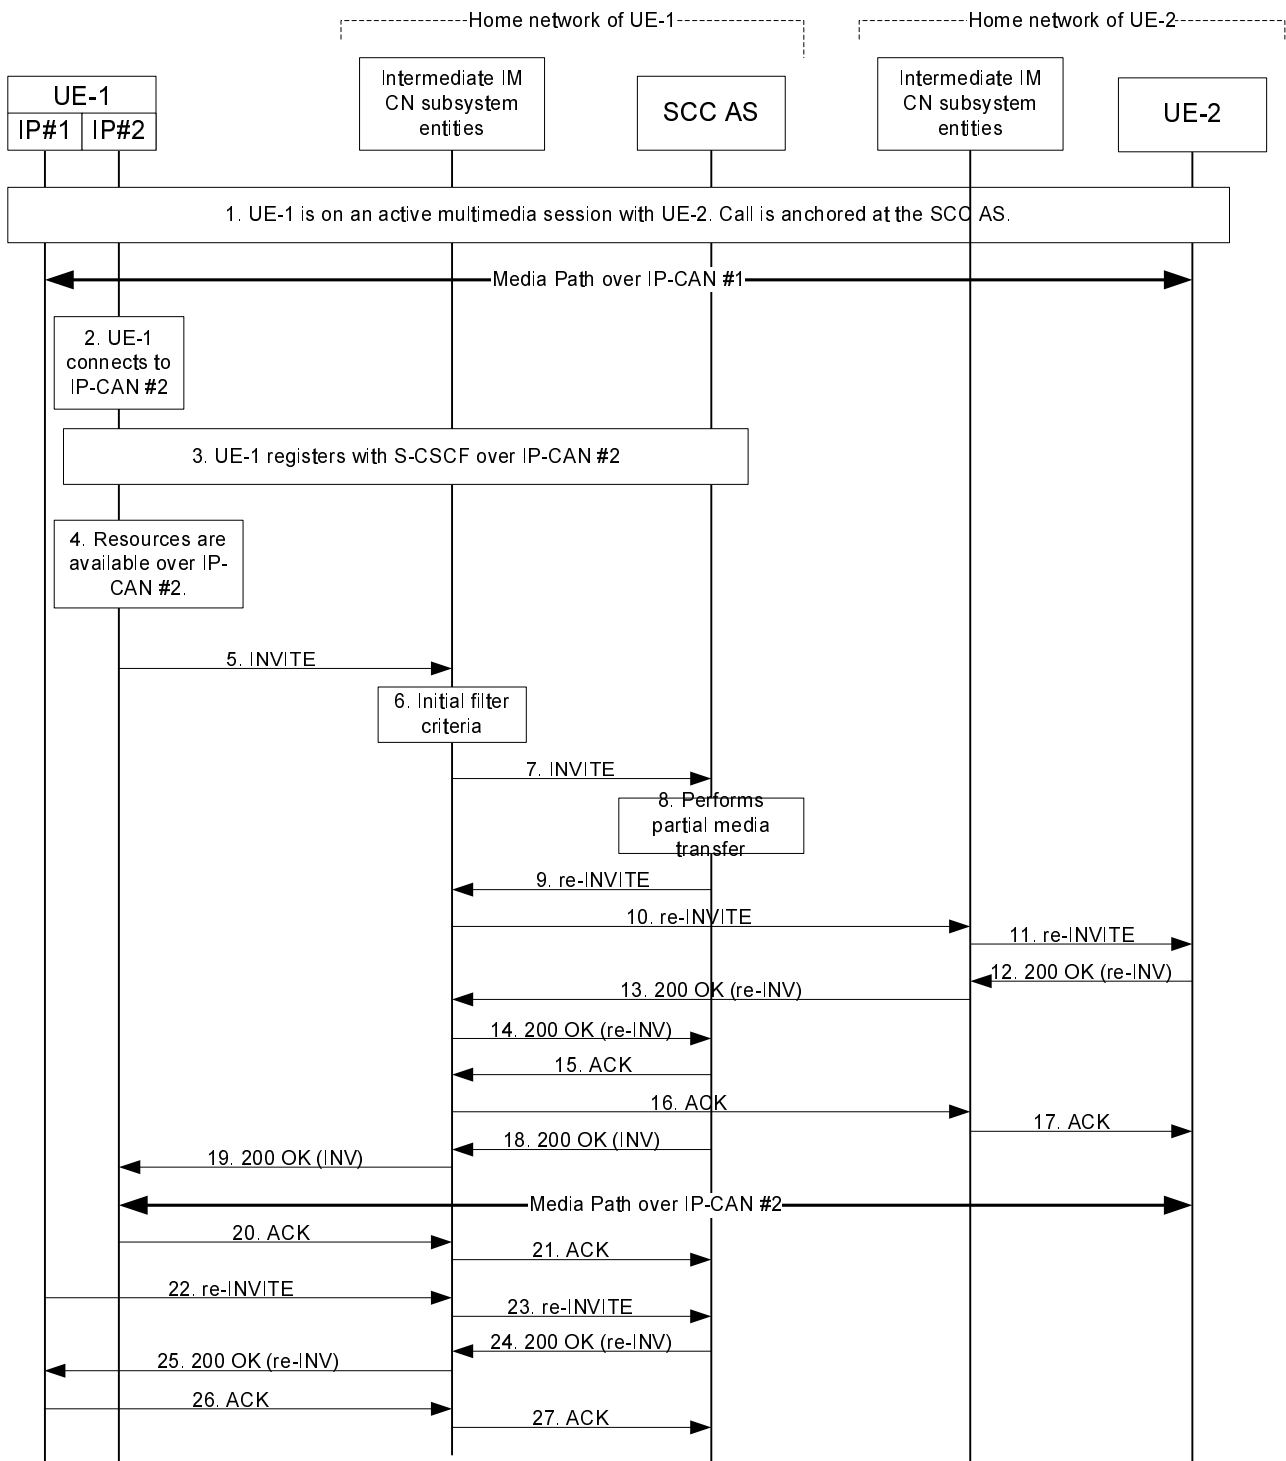 Home network of UE-1
Home network of UE-2
UE-1
IP#1
IP#2
Intermediate IM
CN subsystem
entities
SCC AS
Intermediate IM
CN subsystem
entities
UE-2
1. UE-1 is on an active multimedia session with UE-2. Call is anchored at the SCC AS.
Media Path over IP-CAN #1
2. UE-1
connects to
IP-CAN #2
3. UE-1 registers with S-CSCF over IP-CAN #2
4. Resources are
available over IP-
CAN #2.
5. INVITE
6. Initial filter
criteria
7. INVITE
8. Performs
partial media
transfer
9. re-INVITE
10. re-INVITE
11. re-INVITE
12. 200 OK (re-INV)
13. 200 OK (re-INV)
14. 200 OK (re-INV)
15. ACK
16. ACK
17. ACK
18. 200 OK (INV)
19. 200 OK (INV)
Media Path over IP-CAN #2
20. ACK
21. ACK
22. re-INVITE
23. re-INVITE
24. 200 OK (re-INV)
25. 200 OK (re-INV)
26. ACK
27. ACK